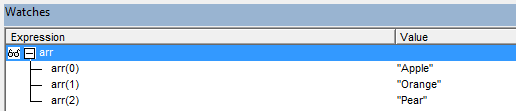 Watches
Expression Value
arr
arr(0) "Apple"
arr(1) "Orange"
arr(2) "Pear"